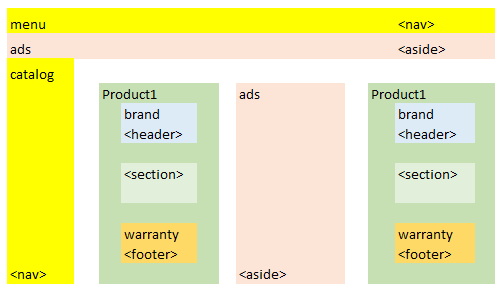 menu <nav>
ads <aside>
catalog
Product1 ads Product1
brand brand
<header> <header>
<section> <section>
warranty warranty
<footer> <footer>
<nav> <aside>